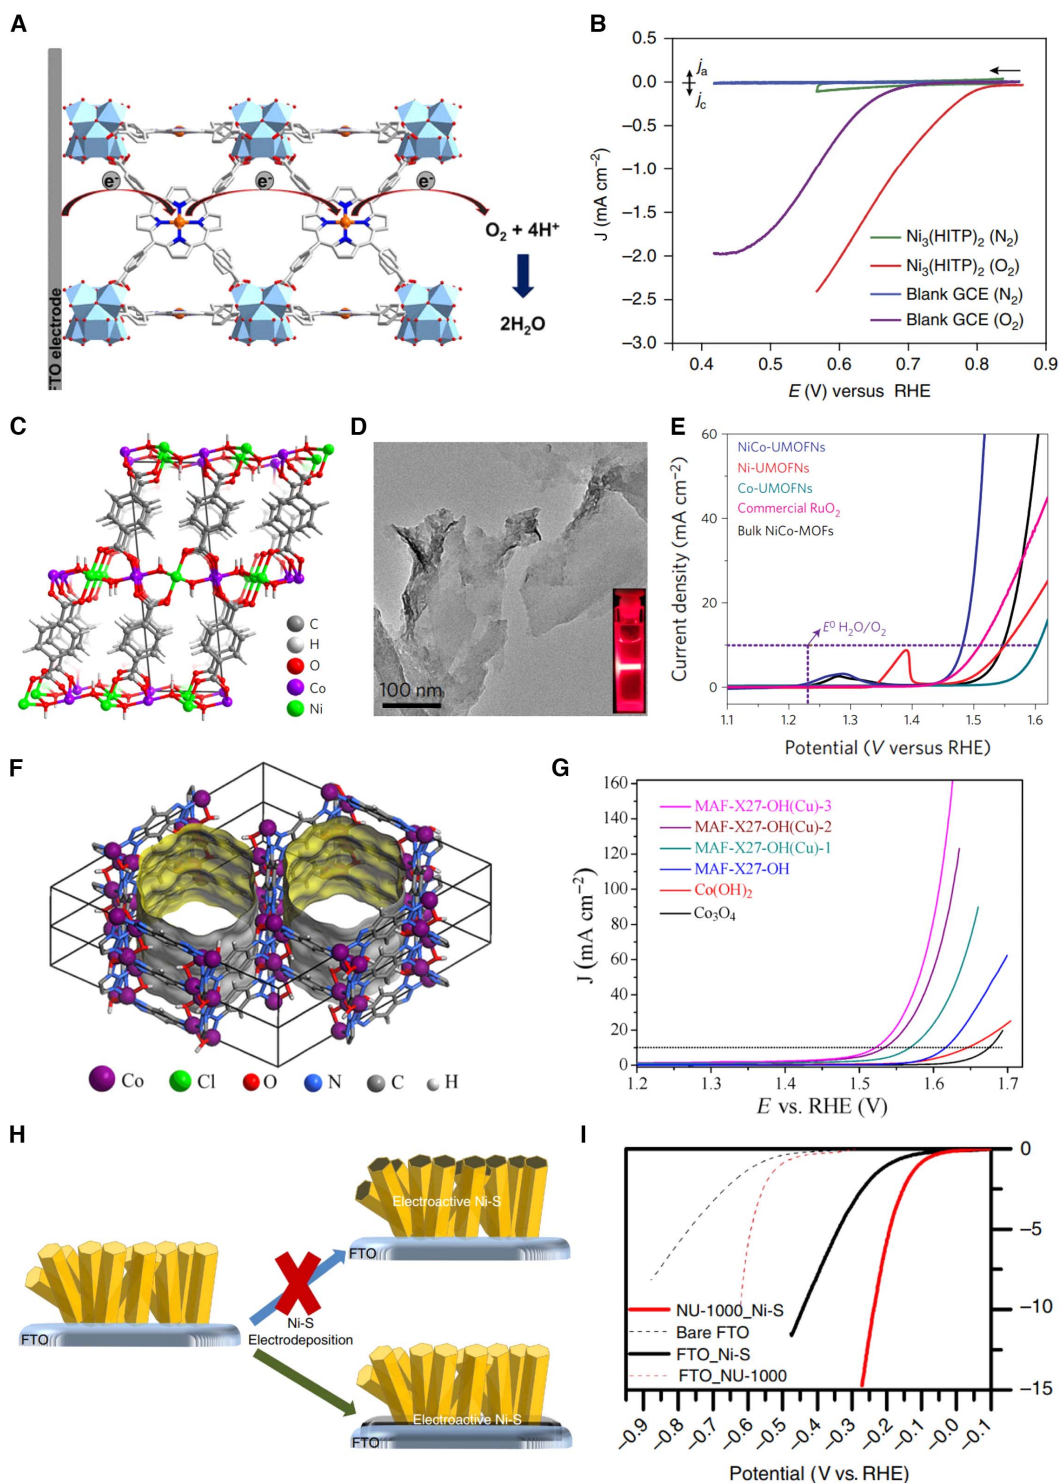 A
FTO electrode
e⁻
e⁻
e⁻
O₂ + 4H⁺
2H₂O
B
0.5
0.0
−0.5
−1.0
−1.5
−2.0
−2.5
−3.0
J (mA cm⁻²)
jₐ
j꜀
Ni₃(HITP)₂ (N₂)
Ni₃(HITP)₂ (O₂)
Blank GCE (N₂)
Blank GCE (O₂)
0.4 0.5 0.6 0.7 0.8 0.9
E (V) versus RHE
C
C
H
O
Co
Ni
D
100 nm
E
60
40
20
0
Current density (mA cm⁻²)
NiCo-UMOFNs
Ni-UMOFNs
Co-UMOFNs
Commercial RuO₂
Bulk NiCo-MOFs
E⁰ H₂O/O₂
1.1 1.2 1.3 1.4 1.5 1.6
Potential (V versus RHE)
F
Co Cl O N C H
G
160
140
120
100
80
60
40
20
0
J (mA cm⁻²)
MAF-X27-OH(Cu)-3
MAF-X27-OH(Cu)-2
MAF-X27-OH(Cu)-1
MAF-X27-OH
Co(OH)₂
Co₃O₄
1.2 1.3 1.4 1.5 1.6 1.7
E vs. RHE (V)
H
FTO
Ni-S
Electrodeposition
Electroactive Ni-S
FTO
Electroactive Ni-S
FTO
I
0
−5
−10
−15
NU-1000_Ni-S
Bare FTO
FTO_Ni-S
FTO_NU-1000
−0.9 −0.8 −0.7 −0.6 −0.5 −0.4 −0.3 −0.2 −0.1 −0.0 −0.1
Potential (V vs. RHE)